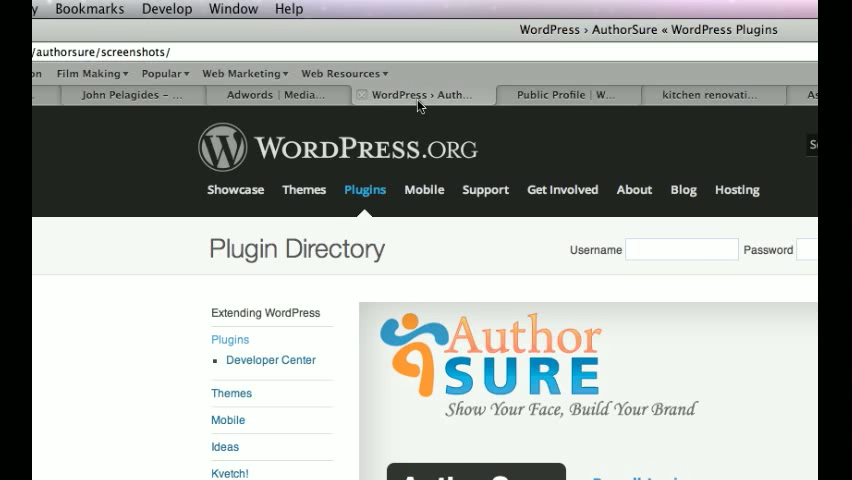 Bookmarks Develop Window Help
WordPress › AuthorSure « WordPress Plugins
/authorsure/screenshots/
Film Making▾ Popular▾ Web Marketing▾ Web Resources▾
John Pelagides – ... Adwords | Media... WordPress › Auth... Public Profile | W... kitchen renovati...
WORDPRESS.ORG
Showcase Themes Plugins Mobile Support Get Involved About Blog Hosting
Plugin Directory
Username Password
Extending WordPress
Plugins
Developer Center
Themes
Mobile
Ideas
Kvetch!
Author
SURE
Show Your Face, Build Your Brand